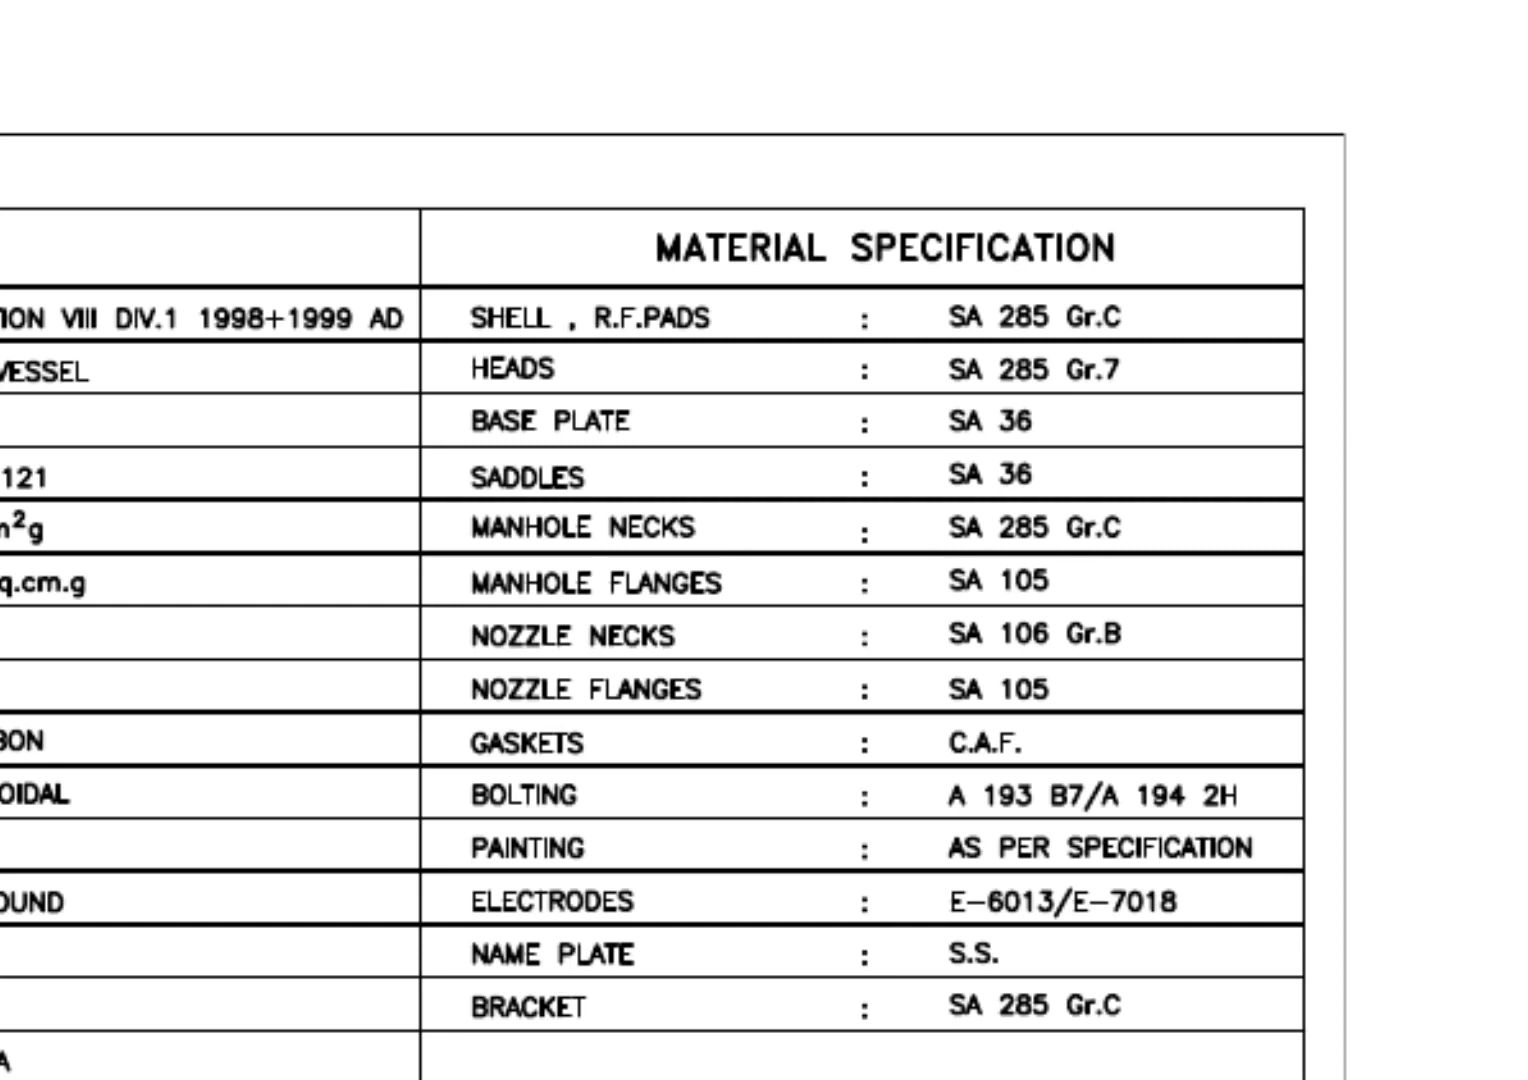 MATERIAL SPECIFICATION
VIII DIV.1 1998+1999 AD SHELL , R.F.PADS : SA 285 Gr.C
VESSEL HEADS : SA 285 Gr.7
BASE PLATE : SA 36
121 SADDLES : SA 36
MANHOLE NECKS : SA 285 Gr.C
q.cm.g MANHOLE FLANGES : SA 105
NOZZLE NECKS : SA 106 Gr.B
NOZZLE FLANGES : SA 105
BON GASKETS : C.A.F.
OIDAL BOLTING : A 193 B7/A 194 2H
PAINTING : AS PER SPECIFICATION
OUND ELECTRODES : E-6013/E-7018
NAME PLATE : S.S.
BRACKET : SA 285 Gr.C
A